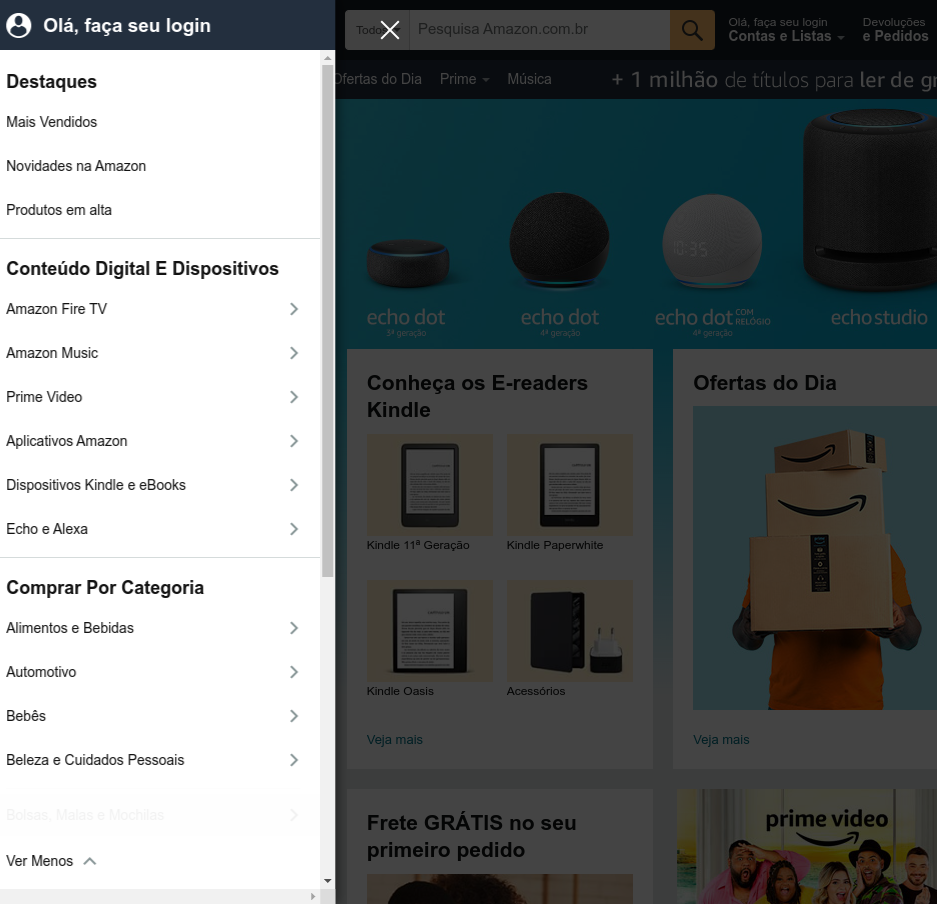 Olá, faça seu login
Destaques
Mais Vendidos
Novidades na Amazon
Produtos em alta
Conteúdo Digital E Dispositivos
Amazon Fire TV
Amazon Music
Prime Video
Aplicativos Amazon
Dispositivos Kindle e eBooks
Echo e Alexa
Comprar Por Categoria
Alimentos e Bebidas
Automotivo
Bebês
Beleza e Cuidados Pessoais
Bolsas, Malas e Mochilas
Ver Menos
Pesquisa Amazon.com.br
Olá, faça seu login
Contas e Listas
Devoluções
e Pedidos
Ofertas do Dia
Prime
Música
+ 1 milhão de títulos para ler de
10:35
echo dot
3ª geração
echo dot
4ª geração
echo dot COM RELÓGIO
4ª geração
echo studio
Conheça os E-readers
Kindle
Kindle 11ª Geração
Kindle Paperwhite
Kindle Oasis
Acessórios
Veja mais
Ofertas do Dia
prime
Veja mais
Frete GRÁTIS no seu
primeiro pedido
prime video